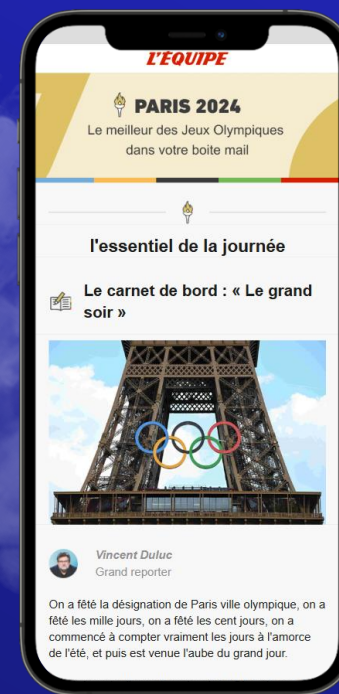 L'ÉQUIPE
PARIS 2024
Le meilleur des Jeux Olympiques
dans votre boite mail
l'essentiel de la journée
Le carnet de bord : « Le grand
soir »
Vincent Duluc
Grand reporter
On a fêté la désignation de Paris ville olympique, on a
fêté les mille jours, on a fêté les cent jours, on a
commencé à compter vraiment les jours à l'amorce
de l'été, et puis est venue l'aube du grand jour.